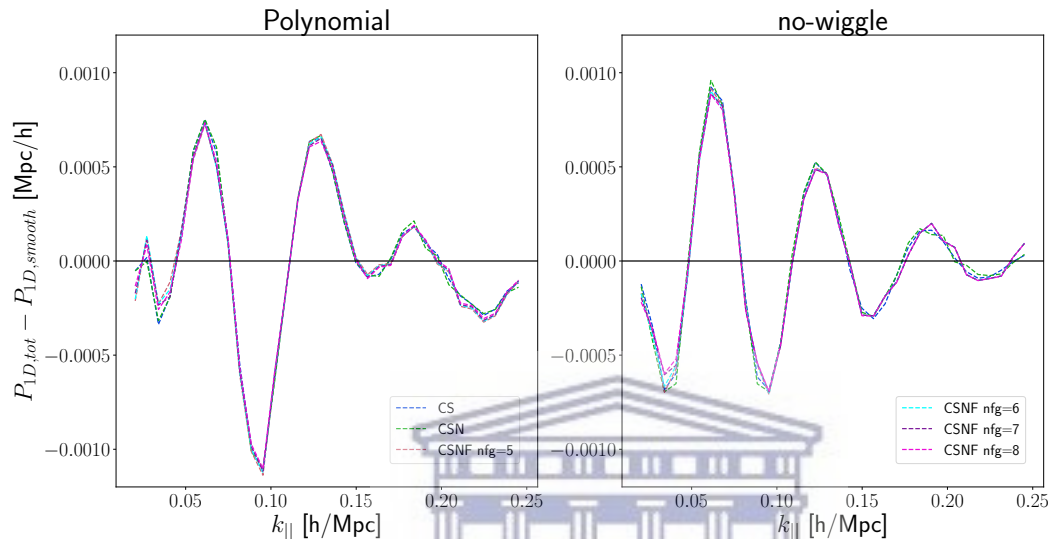 Polynomial
no-wiggle
P1D,tot − P1D,smooth [Mpc/h]
0.0010
0.0005
0.0000
−0.0005
−0.0010
0.0010
0.0005
0.0000
−0.0005
−0.0010
CS
CSN
CSNF nfg=5
CSNF nfg=6
CSNF nfg=7
CSNF nfg=8
0.05 0.10 0.15 0.20 0.25
0.05 0.10 0.15 0.20 0.25
k|| [h/Mpc]
k|| [h/Mpc]